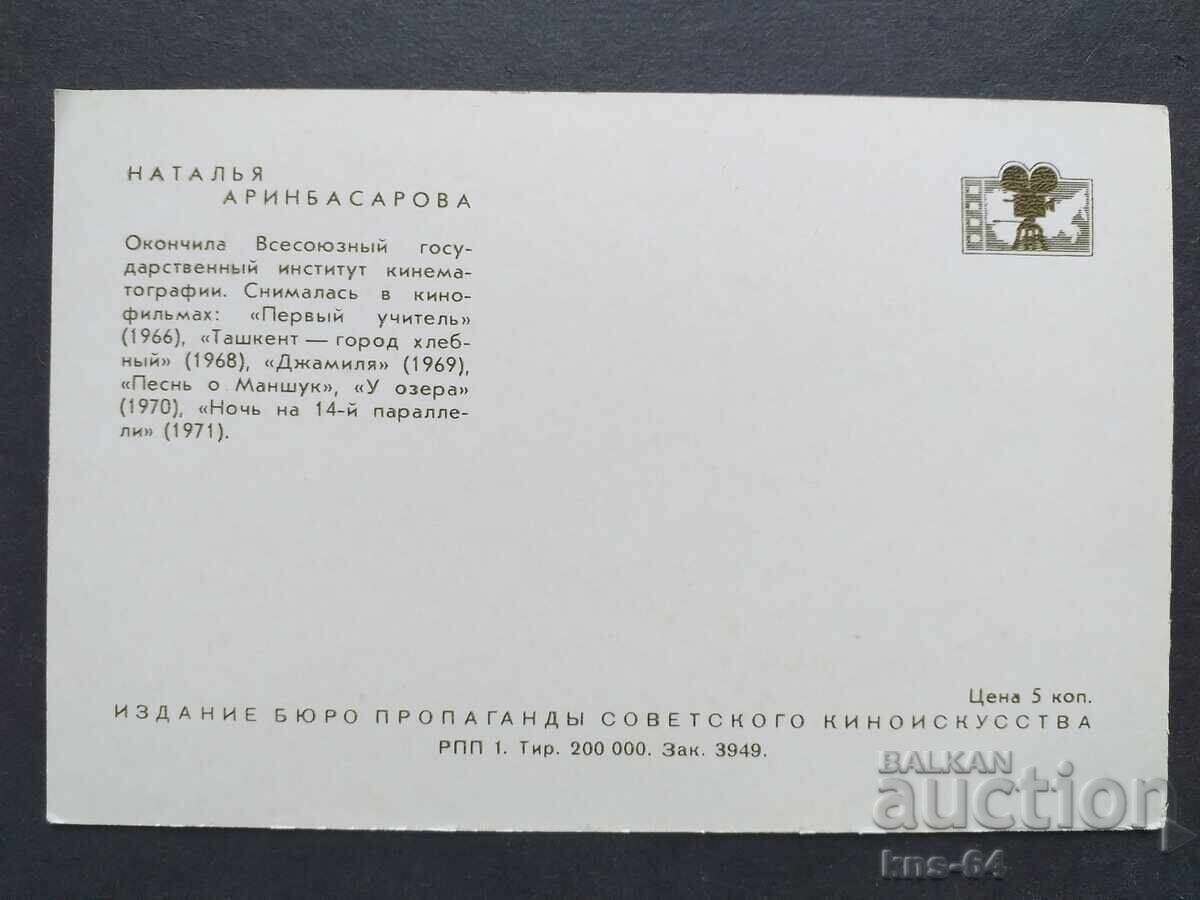 НАТАЛЬЯ
АРИНБАСАРОВА
Окончила Всесоюзный госу-
дарственный институт кинема-
тографии. Снималась в кино-
фильмах: «Первый учитель»
(1966), «Ташкент — город хлеб-
ный» (1968), «Джамиля» (1969),
«Песнь о Маншук», «У озера»
(1970), «Ночь на 14-й паралле-
ли» (1971).
Цена 5 коп.
ИЗДАНИЕ БЮРО ПРОПАГАНДЫ СОВЕТСКОГО КИНОИСКУССТВА
РПП 1. Тир. 200 000. Зак. 3949.
BALKAN
auction
kns-64